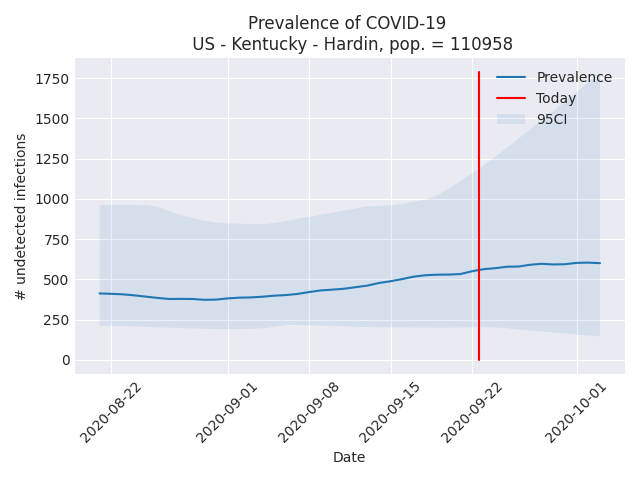 Prevalence of COVID-19
US - Kentucky - Hardin, pop. = 110958
Prevalence
Today
95CI
1750
1500
1250
1000
750
500
250
0
# undetected infections
2020-08-22
2020-09-01
2020-09-08
2020-09-15
2020-09-22
2020-10-01
Date